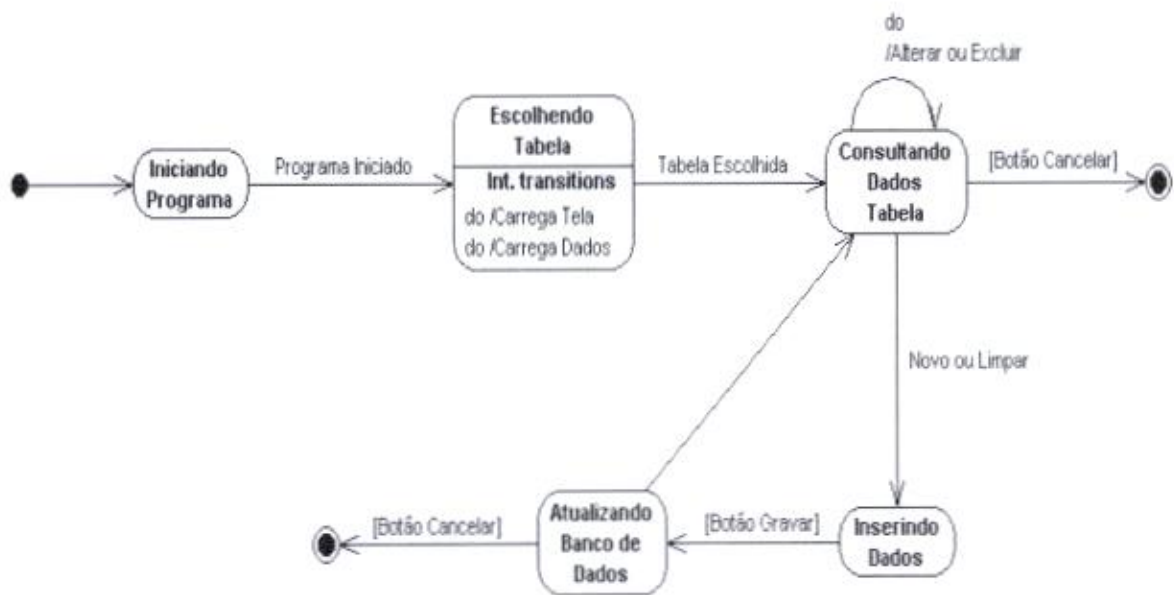 do
/Alterar ou Excluir
Escolhendo
Tabela
Int. transitions
do /Carrega Tela
do /Carrega Dados
Iniciando
Programa
Programa Iniciado
Tabela Escolhida
Consultando
Dados
Tabela
[Botão Cancelar]
Novo ou Limpar
[Botão Cancelar]
Atualizando
Banco de
Dados
[Botão Gravar]
Inserindo
Dados